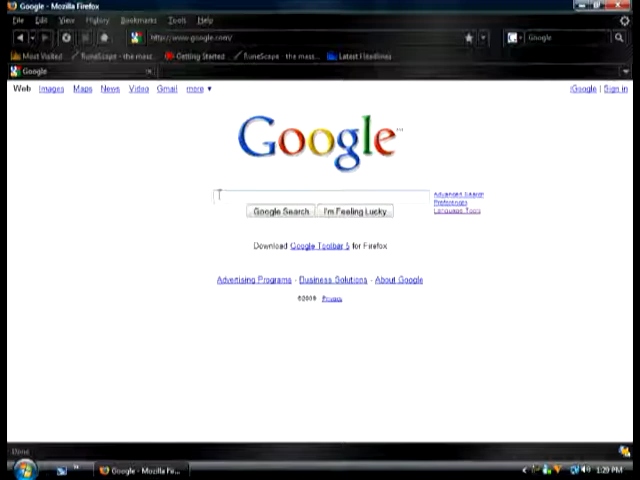 Google - Mozilla Firefox
File Edit View History Bookmarks Tools Help
http://www.google.com/ Google
Most Visited RuneScape - the mass... Getting Started RuneScape - the mass... Latest Headlines
Google
Web Images Maps News Video Gmail more ▼ iGoogle | Sign in
Google™
Advanced Search
Preferences
Language Tools
Google Search I'm Feeling Lucky
Download Google Toolbar 5 for Firefox
Advertising Programs - Business Solutions - About Google
Privacy
Done
Google - Mozilla Fir... 1:29 PM